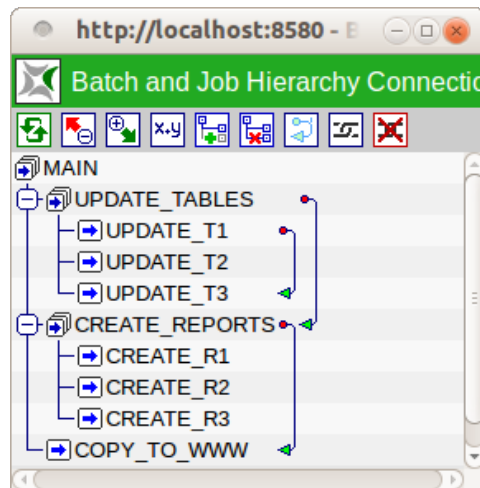 http://localhost:8580 - B
Batch and Job Hierarchy Connectio
x+y
MAIN
UPDATE_TABLES
UPDATE_T1
UPDATE_T2
UPDATE_T3
CREATE_REPORTS
CREATE_R1
CREATE_R2
CREATE_R3
COPY_TO_WWW